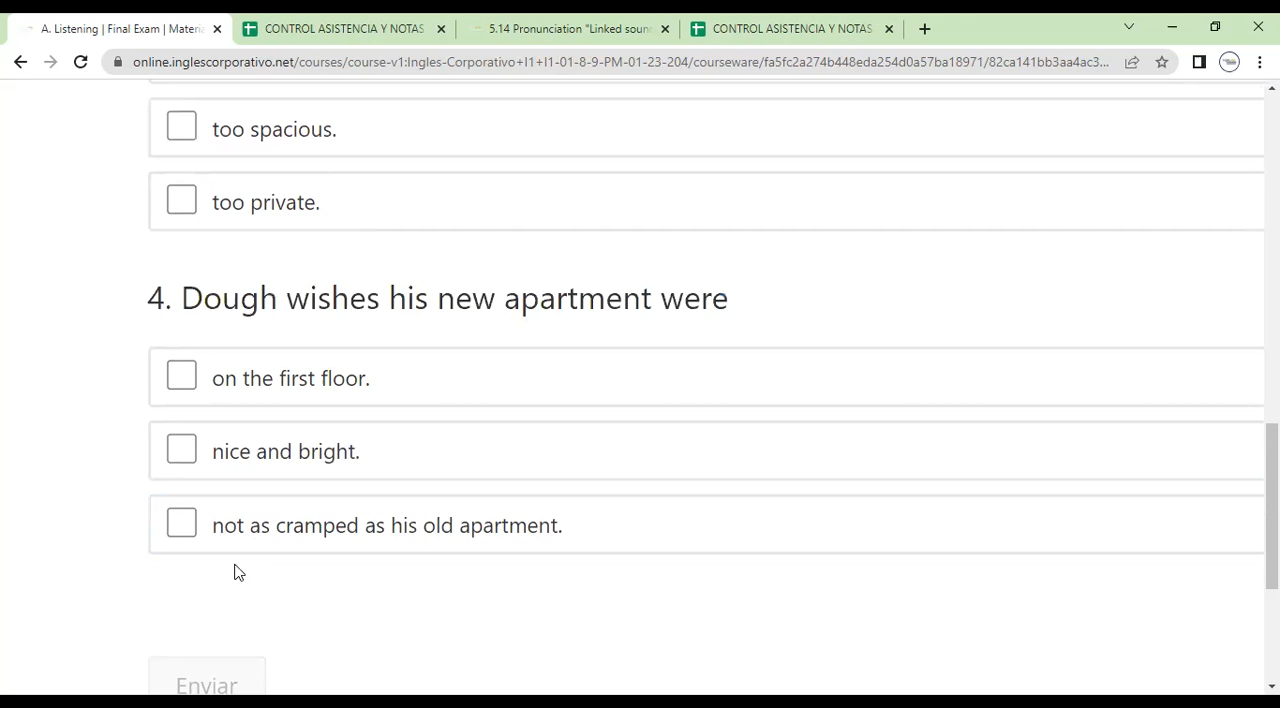 A. Listening | Final Exam | Materia
CONTROL ASISTENCIA Y NOTAS
5.14 Pronunciation "Linked soun
CONTROL ASISTENCIA Y NOTAS
online.inglescorporativo.net/courses/course-v1:Ingles-Corporativo+I1+I1-01-8-9-PM-01-23-204/courseware/fa5fc2a274b448eda254d0a57ba18971/82ca141bb3aa4ac3...
too spacious.
too private.
4. Dough wishes his new apartment were
on the first floor.
nice and bright.
not as cramped as his old apartment.
Enviar